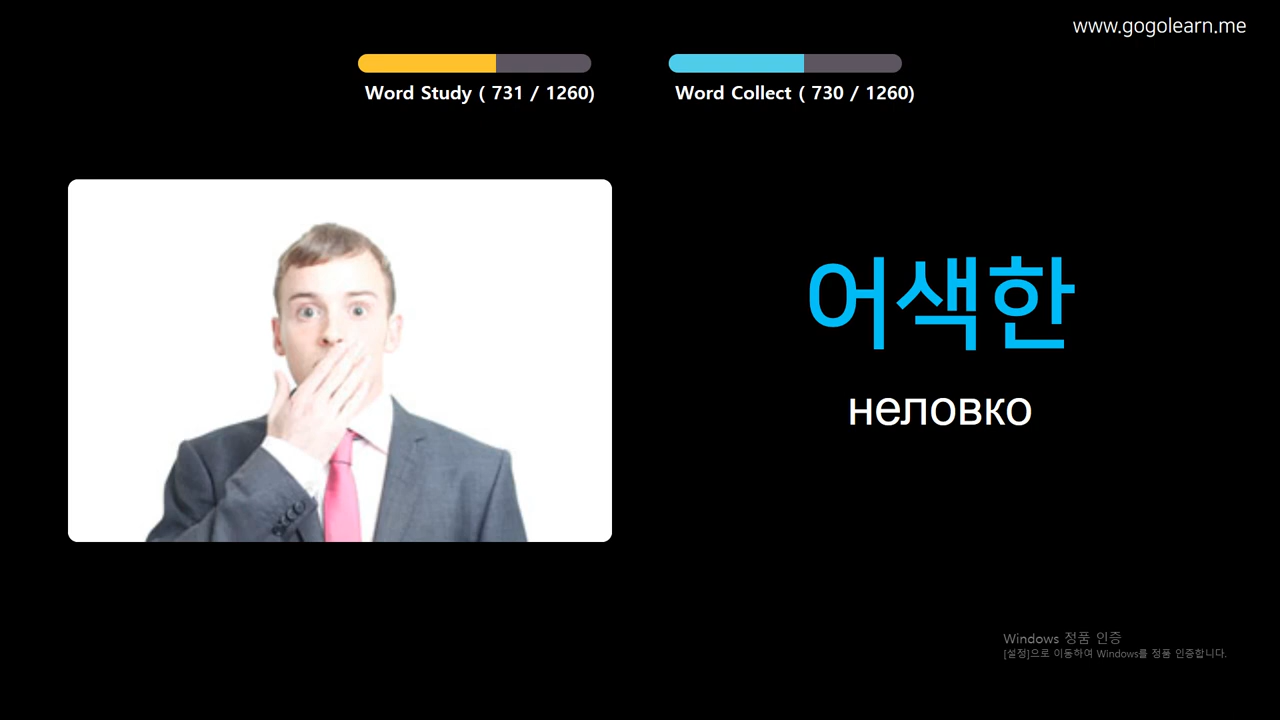 www.gogolearn.me
Word Study ( 731 / 1260)
Word Collect ( 730 / 1260)
어색한
неловко
Windows 정품 인증
[설정]으로 이동하여 Windows를 정품 인증합니다.